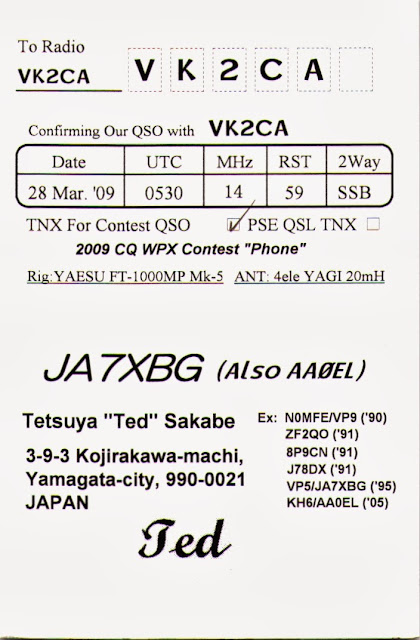 To Radio
VK2CA
V K 2 C A
Confirming Our QSO with VK2CA
Date UTC MHz RST 2Way
28 Mar. '09 0530 14 59 SSB
TNX For Contest QSO ☑ PSE QSL TNX ☐
2009 CQ WPX Contest "Phone"
Rig:YAESU FT-1000MP Mk-5 ANT: 4ele YAGI 20mH
JA7XBG (Also AAØEL)
Tetsuya "Ted" Sakabe
3-9-3 Kojirakawa-machi,
Yamagata-city, 990-0021
JAPAN
Ex: N0MFE/VP9 ('90)
ZF2QO ('91)
8P9CN ('91)
J78DX ('91)
VP5/JA7XBG ('95)
KH6/AA0EL ('05)
Ted